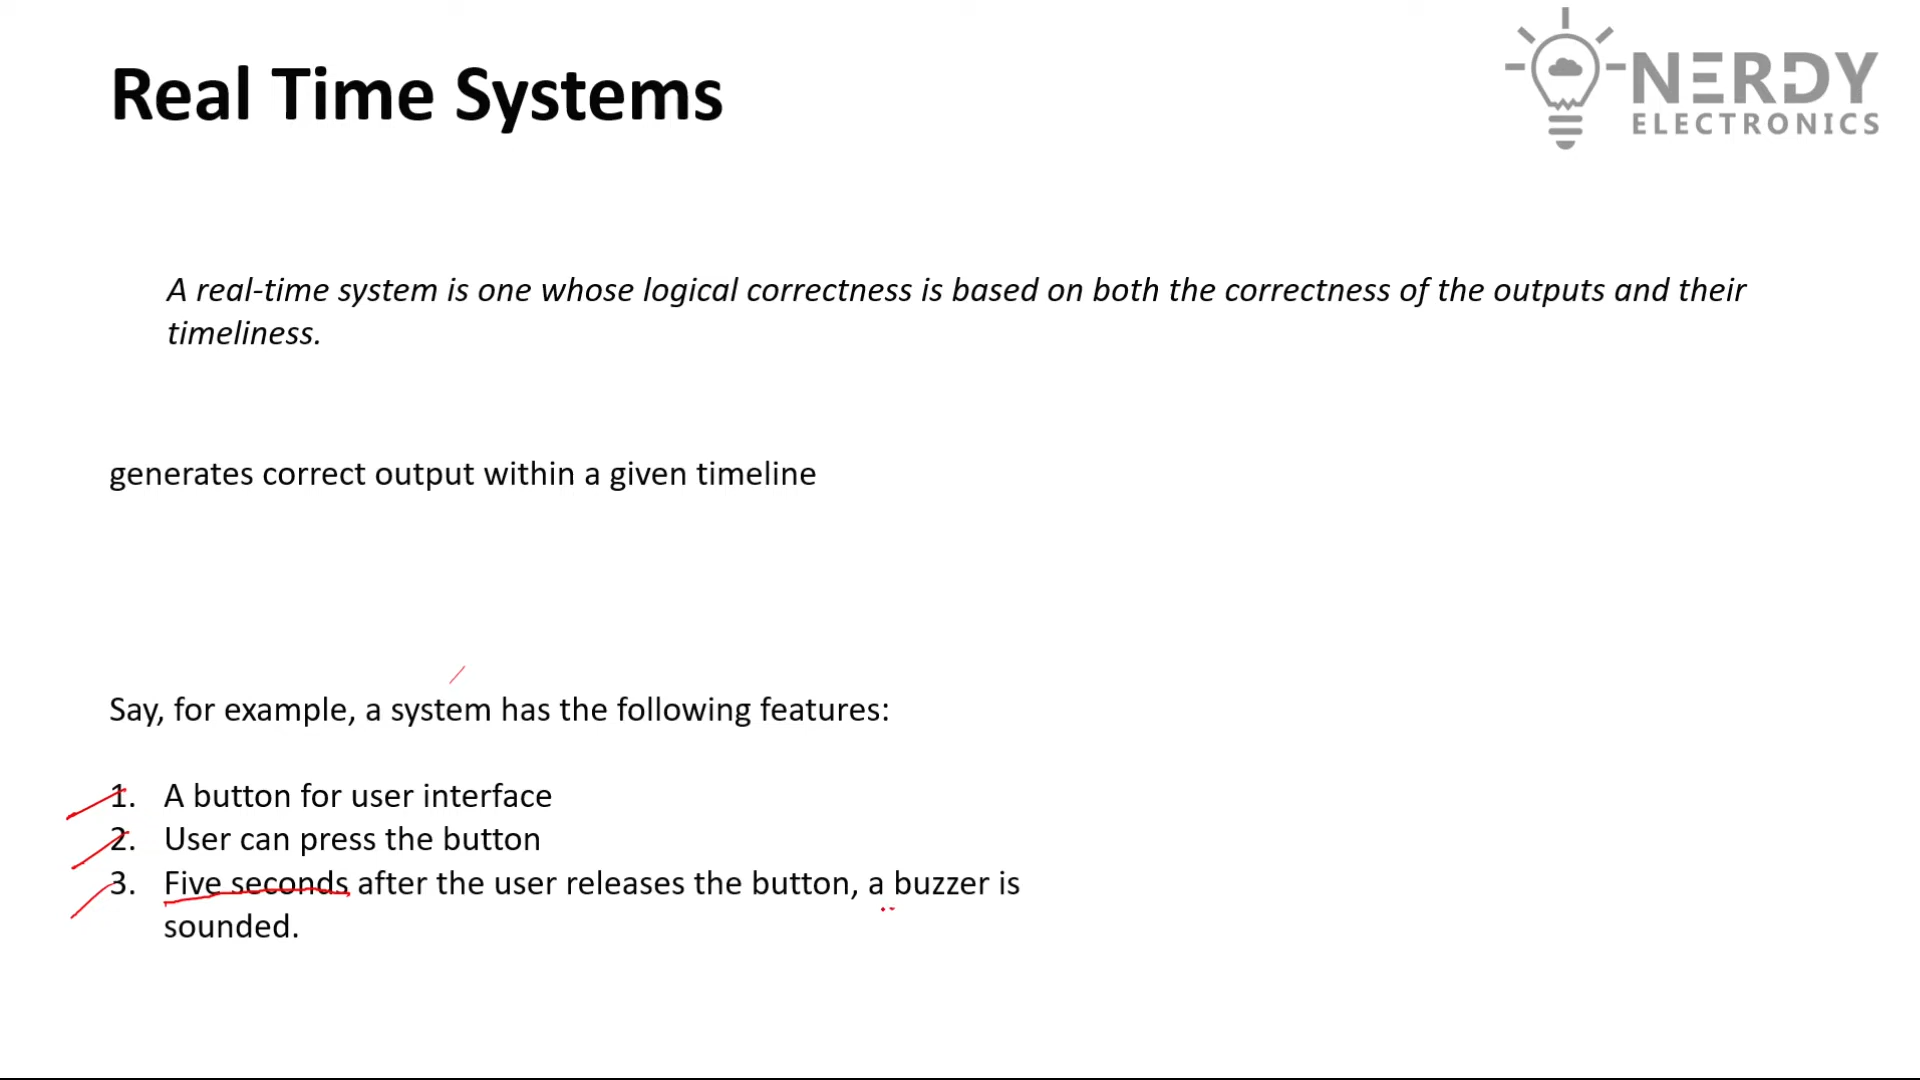 Real Time Systems
NERDY
ELECTRONICS
A real-time system is one whose logical correctness is based on both the correctness of the outputs and their
timeliness.
generates correct output within a given timeline
Say, for example, a system has the following features:
1. A button for user interface
2. User can press the button
3. Five seconds after the user releases the button, a buzzer is
sounded.